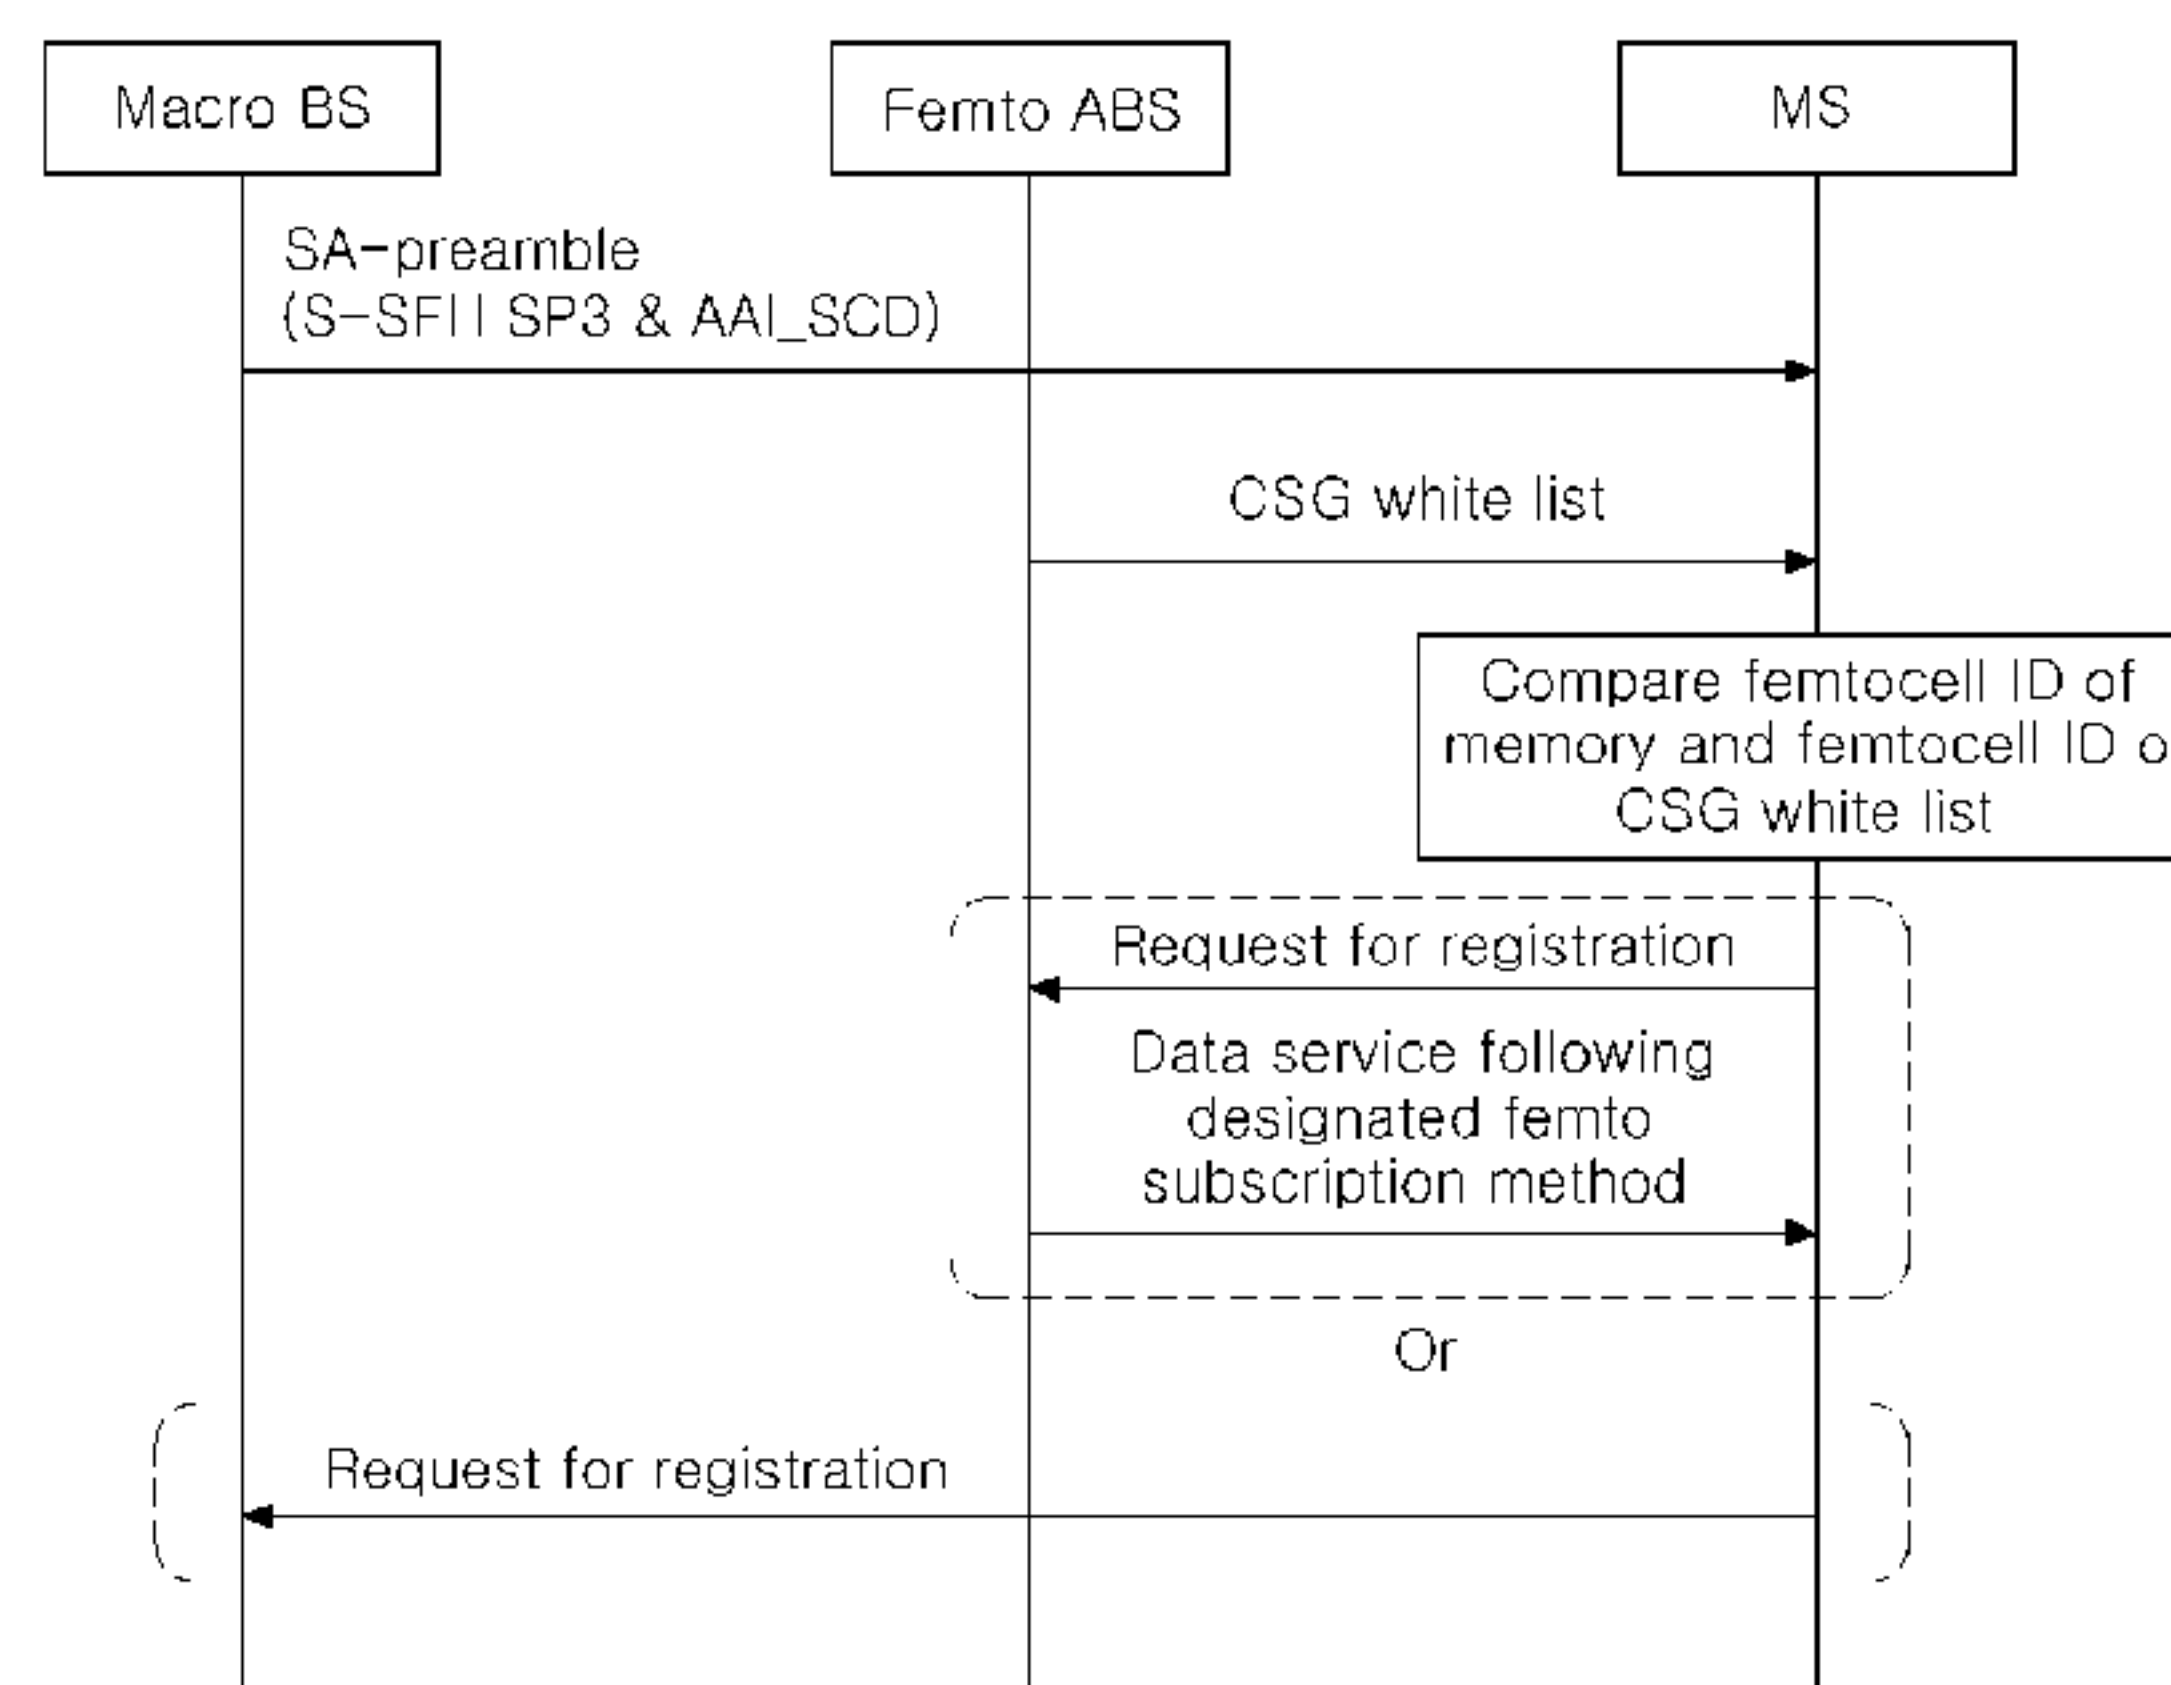 Macro BS
Femto ABS
MS
SA-preamble
(S-SFII SP3 & AAI_SCD)
CSG white list
Compare femtocell ID of
memory and femtocell ID o
CSG white list
Request for registration
Data service following
designated femto
subscription method
Or
Request for registration